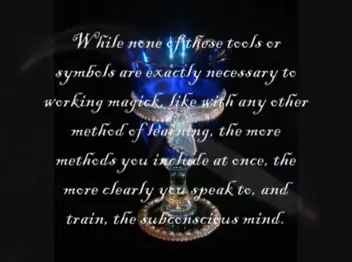 While none of these tools or
symbols are exactly necessary to
working magick, like with any other
method of learning, the more
methods you include at once, the
more clearly you speak to, and
train, the subconscious mind.